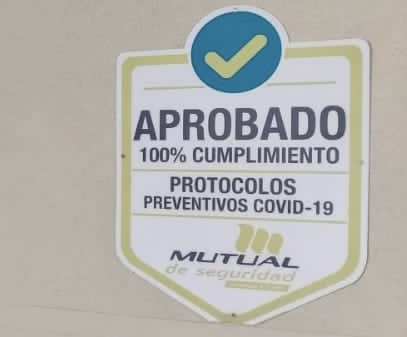 APROBADO
100% CUMPLIMIENTO
PROTOCOLOS
PREVENTIVOS COVID-19
MUTUAL
de seguridad